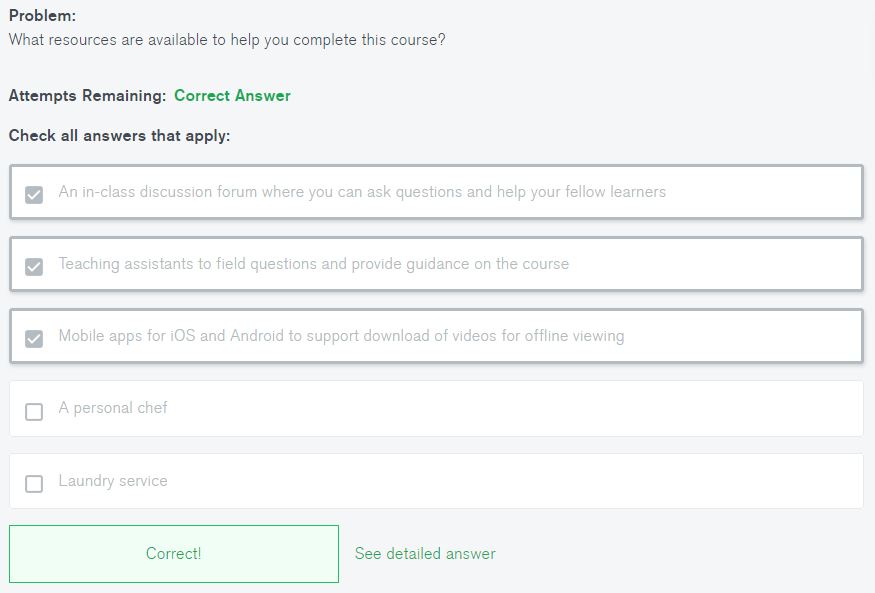 Problem:
What resources are available to help you complete this course?
Attempts Remaining: Correct Answer
Check all answers that apply:
An in-class discussion forum where you can ask questions and help your fellow learners
Teaching assistants to field questions and provide guidance on the course
Mobile apps for iOS and Android to support download of videos for offline viewing
A personal chef
Laundry service
Correct! See detailed answer